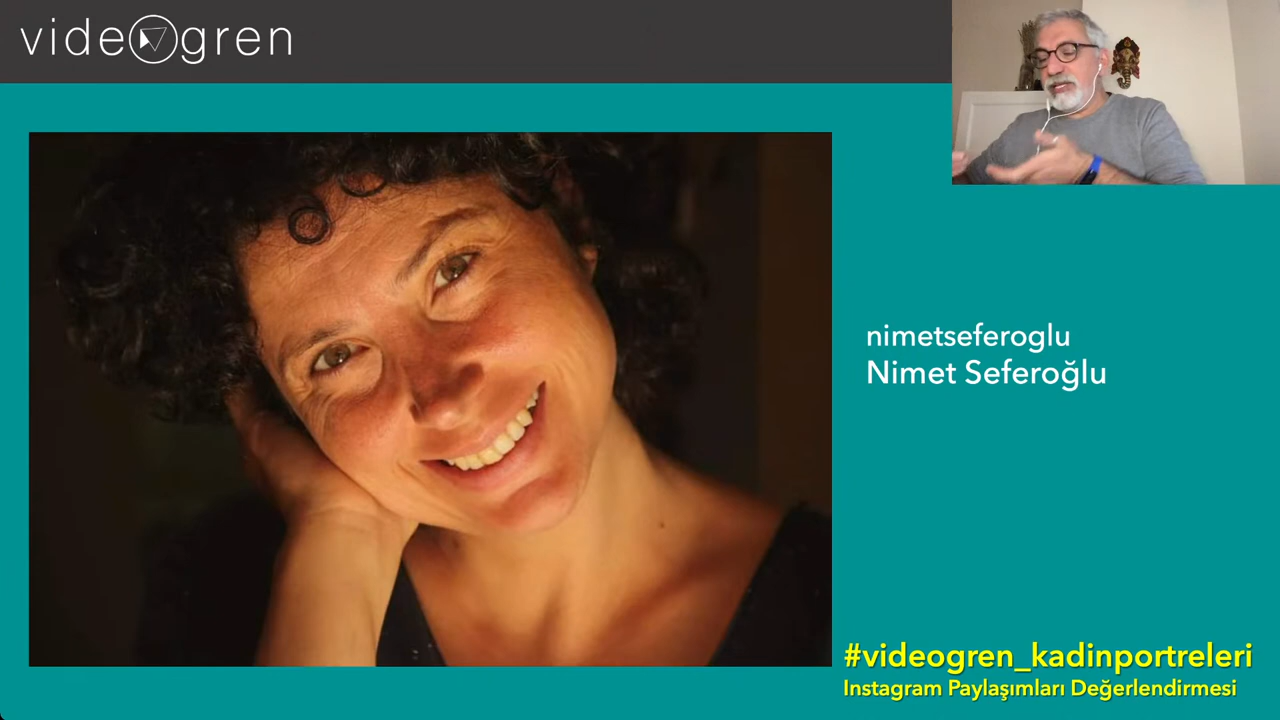 videogren
nimetseferoglu
Nimet Seferoğlu
#videogren_kadinportreleri
Instagram Paylaşımları Değerlendirmesi